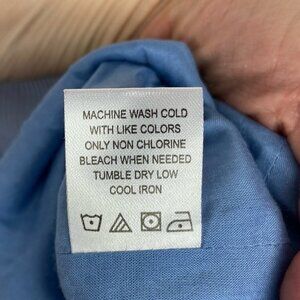 MACHINE WASH COLD
WITH LIKE COLORS
ONLY NON CHLORINE
BLEACH WHEN NEEDED
TUMBLE DRY LOW
COOL IRON